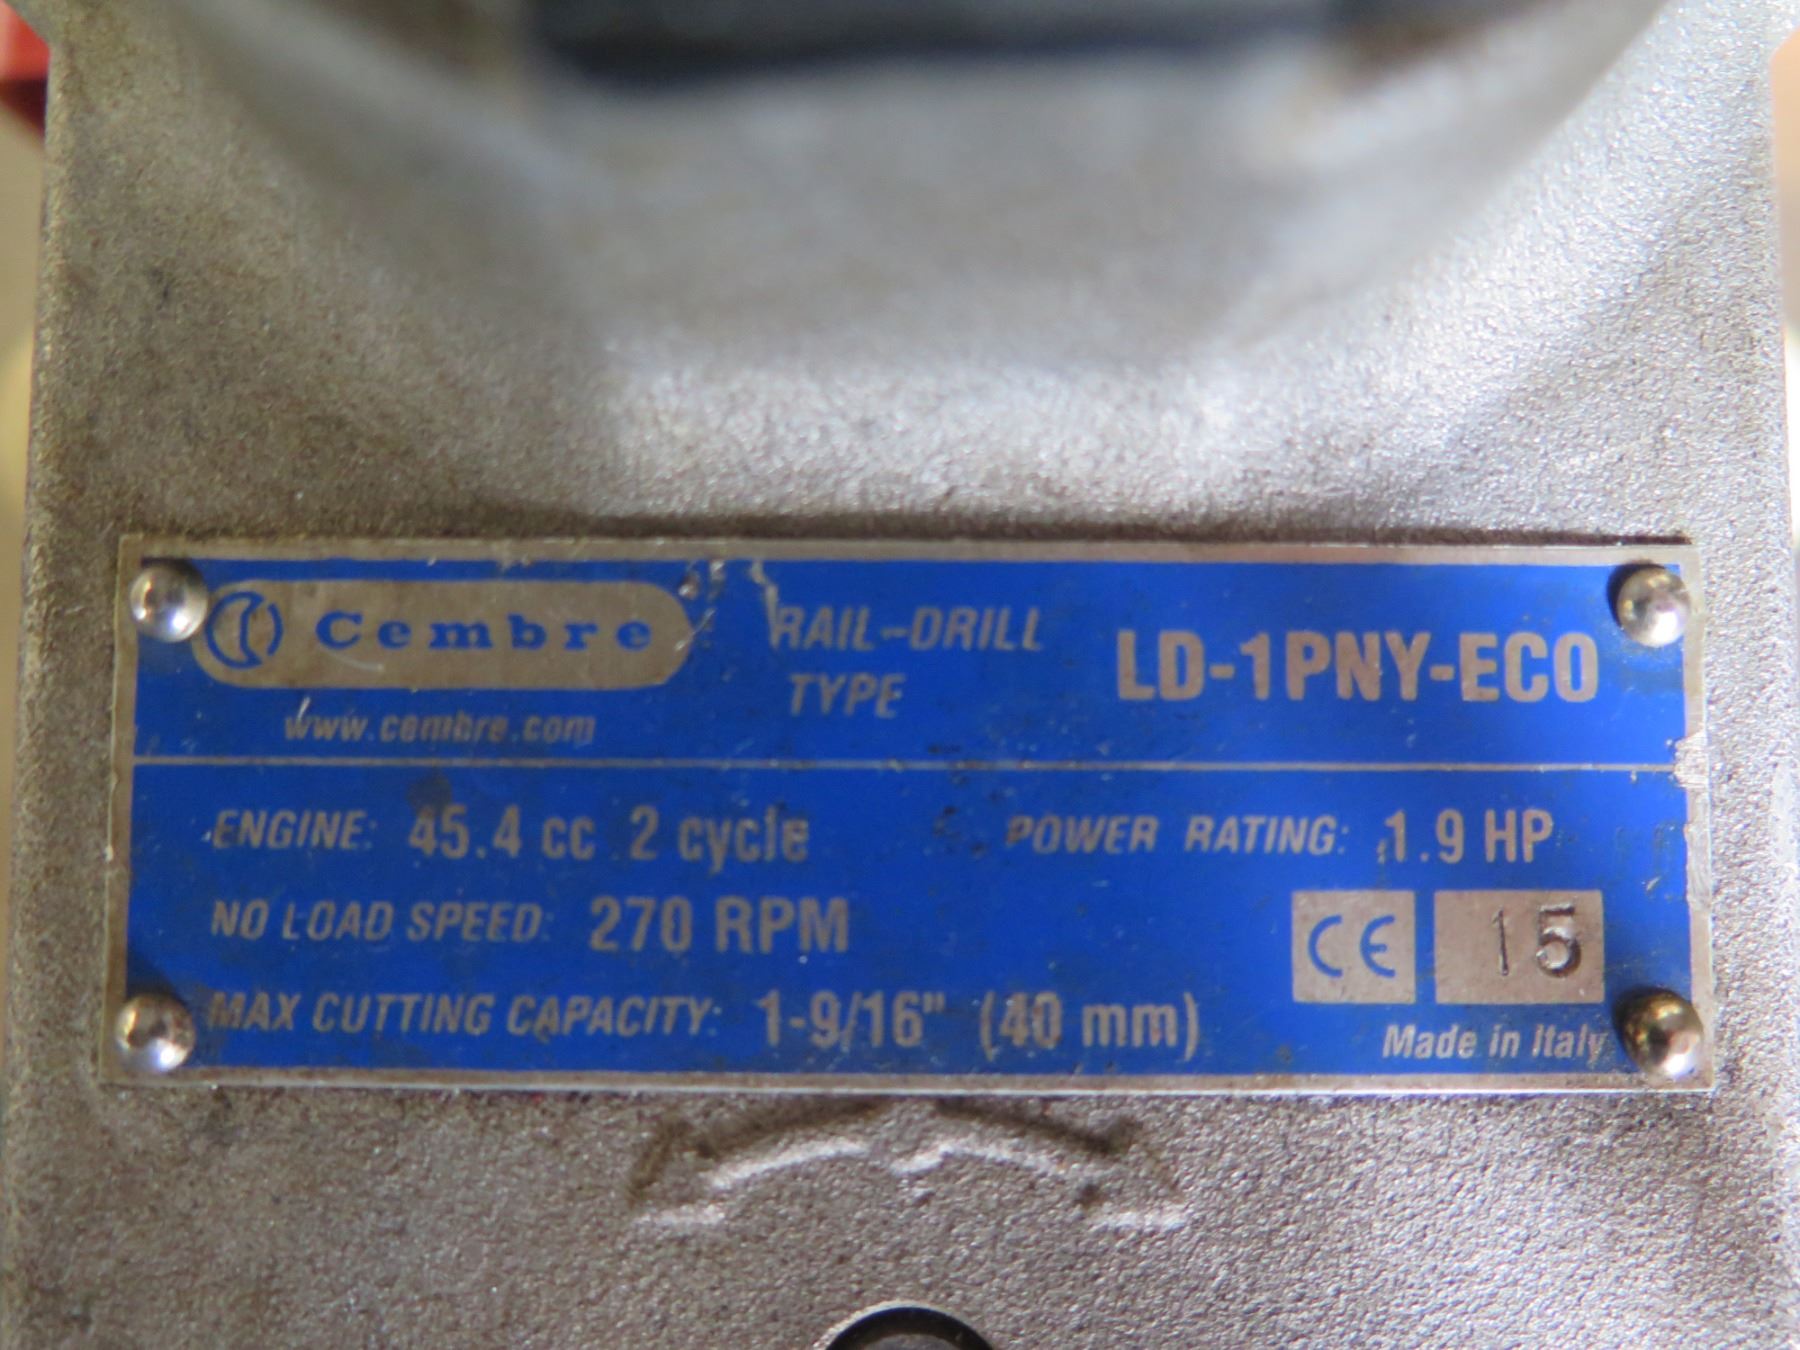 Cembre
www.cembre.com
RAIL-DRILL
TYPE
LD-1PNY-ECO
ENGINE: 45.4 cc 2 cycle
POWER RATING: 1.9 HP
NO LOAD SPEED: 270 RPM
MAX CUTTING CAPACITY: 1-9/16" (40 mm)
CE
15
Made in Italy